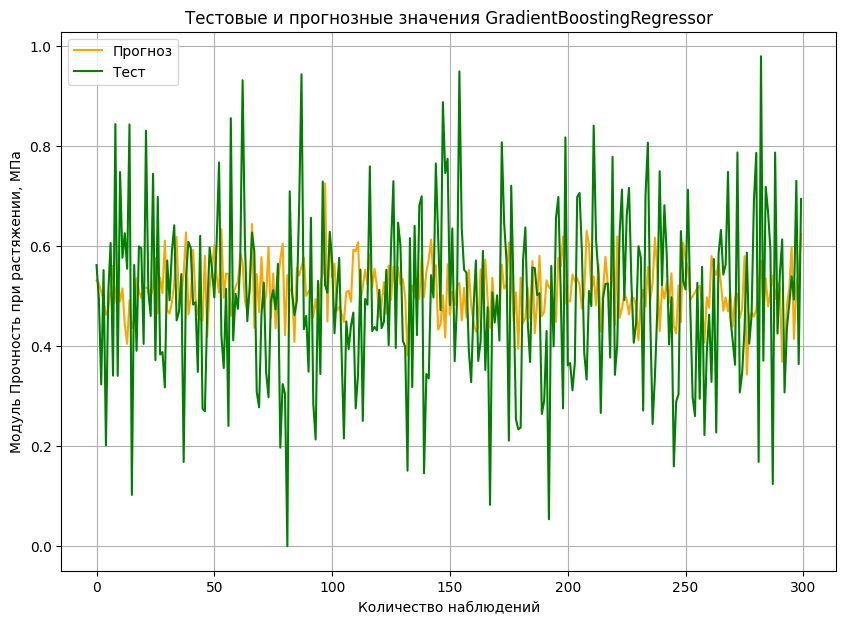 Тестовые и прогнозные значения GradientBoostingRegressor
Прогноз
Тест
Модуль Прочность при растяжении, МПа
1.0
0.8
0.6
0.4
0.2
0.0
0 50 100 150 200 250 300
Количество наблюдений